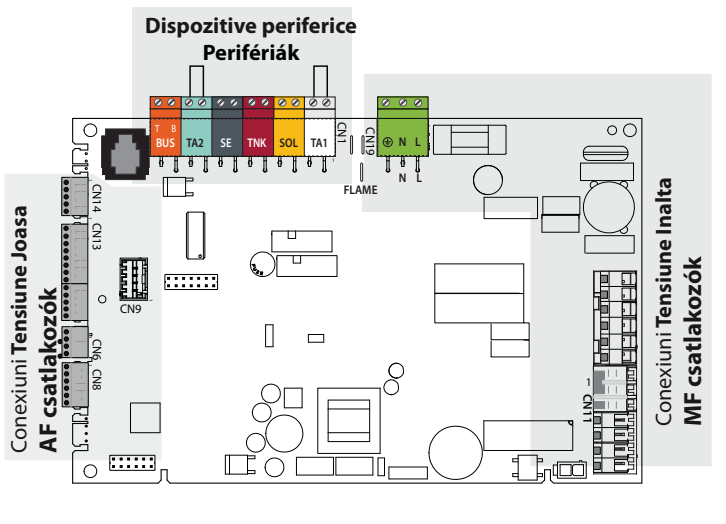 Dispozitive periferice
Perifériák
T B
BUS TA2 SE TNK SOL TA1
CN1
CN19
N L
N L
FLAME
CN14
CN13
CN9
CN6
CN8
Conexiuni Tensiune Joasa
AF csatlakozók
1
CN11
Conexiuni Tensiune Inalta
MF csatlakozók